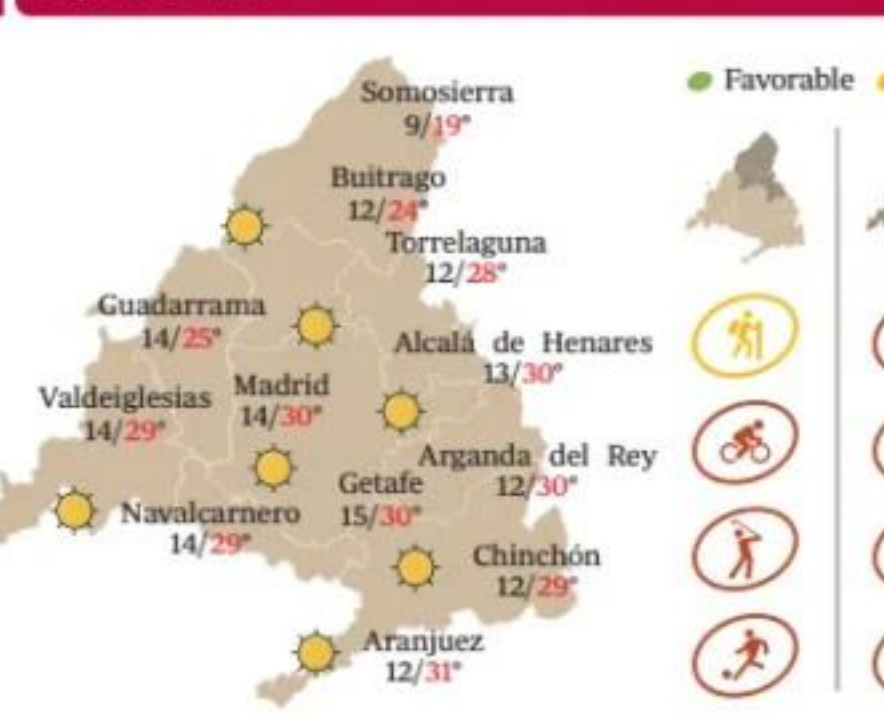 Somosierra
9/19°
Buitrago
12/24°
Torrelaguna
12/28°
Guadarrama
14/25°
Alcalá de Henares
13/30°
Valdeiglesias
14/29°
Madrid
14/30°
Arganda del Rey
12/30°
Getafe
15/30°
Navalcarnero
14/29°
Chinchón
12/29°
Aranjuez
12/31°
Favorable